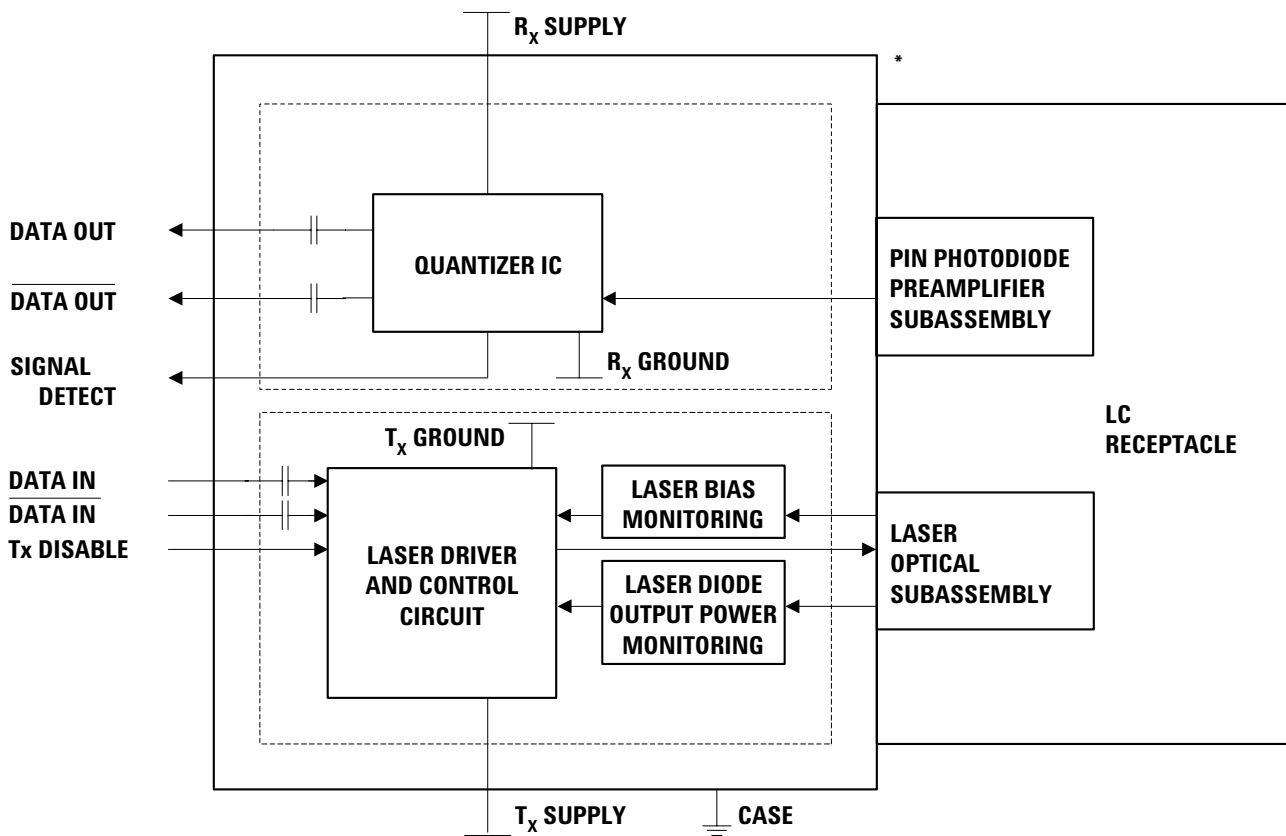 RX SUPPLY
*
DATA OUT
QUANTIZER IC
PIN PHOTODIODE
PREAMPLIFIER
SUBASSEMBLY
DATA OUT
SIGNAL
DETECT
RX GROUND
LC
RECEPTACLE
TX GROUND
DATA IN
DATA IN
Tx DISABLE
LASER DRIVER
AND CONTROL
CIRCUIT
LASER BIAS
MONITORING
LASER DIODE
OUTPUT POWER
MONITORING
LASER
OPTICAL
SUBASSEMBLY
TX SUPPLY
CASE